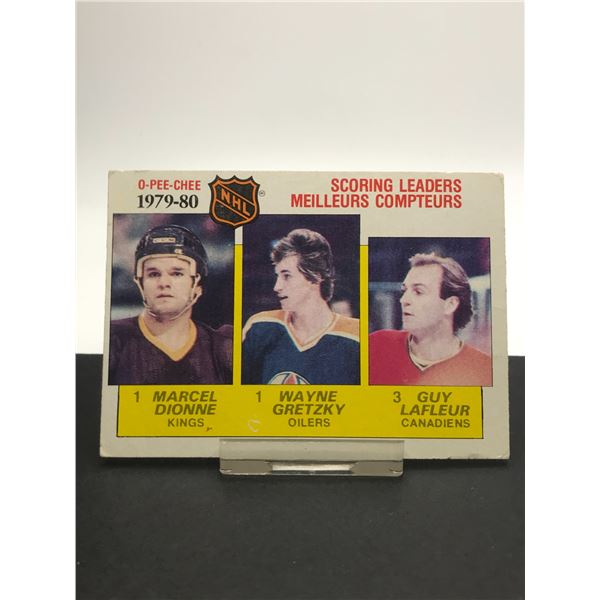 O-PEE-CHEE
1979-80
NHL
®
SCORING LEADERS
MEILLEURS COMPTEURS
CCM
1 MARCEL DIONNE
KINGS
1 WAYNE GRETZKY
OILERS
3 GUY LAFLEUR
CANADIENS